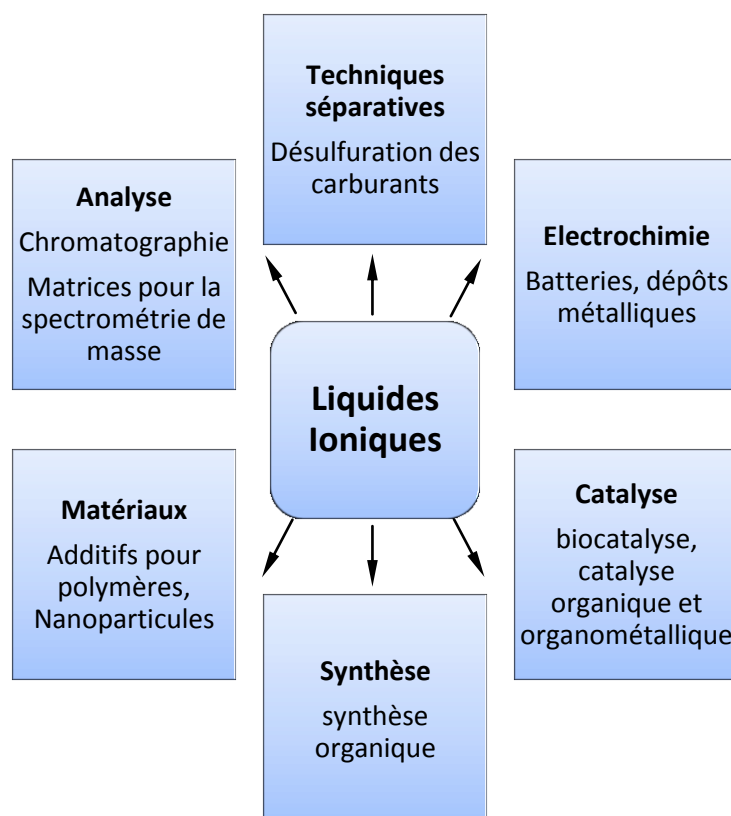 Techniques
séparatives
Désulfuration des
carburants
Analyse
Chromatographie
Matrices pour la
spectrométrie de
masse
Electrochimie
Batteries, dépôts
métalliques
Liquides
Ioniques
Matériaux
Additifs pour
polymères,
Nanoparticules
Catalyse
biocatalyse,
catalyse
organique et
organométallique
Synthèse
synthèse
organique